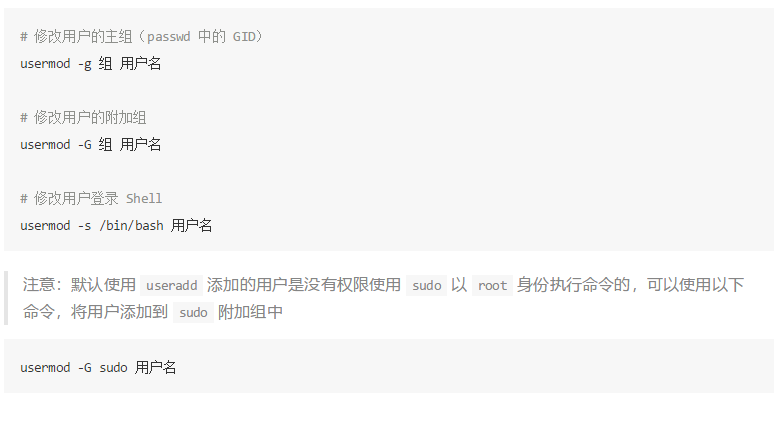 # 修改用户的主组（passwd 中的 GID）
usermod -g 组 用户名
# 修改用户的附加组
usermod -G 组 用户名
# 修改用户登录 Shell
usermod -s /bin/bash 用户名
注意：默认使用 useradd 添加的用户是没有权限使用 sudo 以 root 身份执行命令的，可以使用以下
命令，将用户添加到 sudo 附加组中
usermod -G sudo 用户名